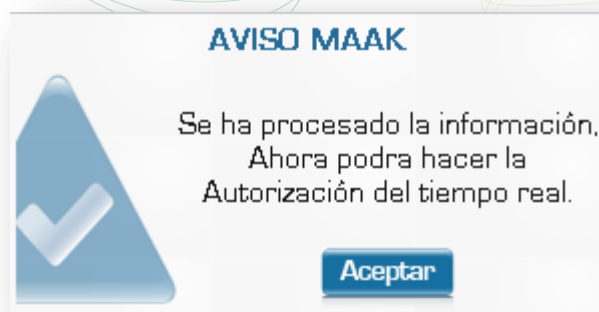 AVISO MAAK
Se ha procesado la información,
Ahora podra hacer la
Autorización del tiempo real.
Aceptar